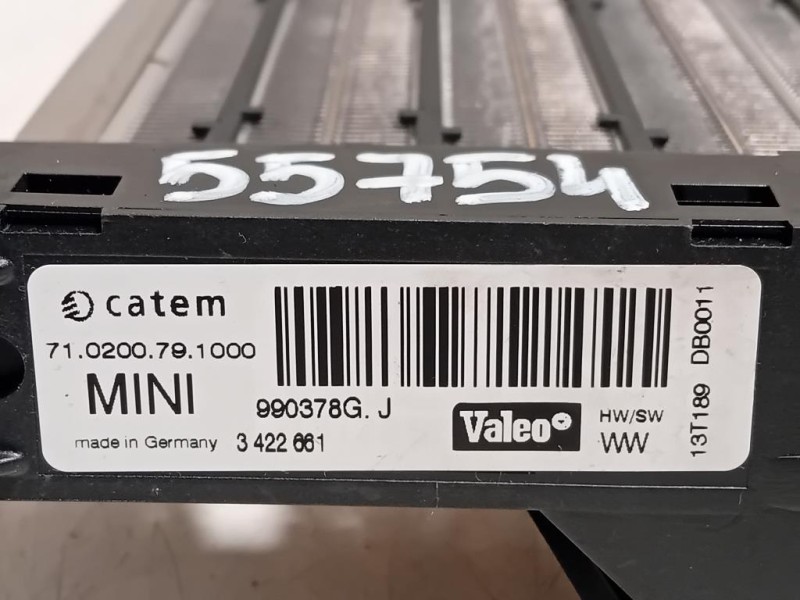 55754
catem
71.0200.79.1000
MINI
990378G. J
made in Germany
3 422 661
Valeo
HW/SW
WW
13T189 DB0011